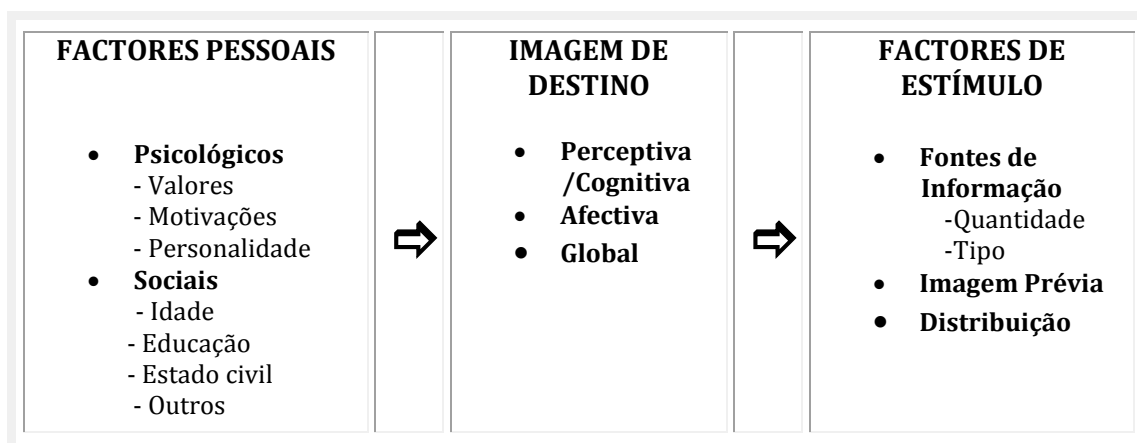 FACTORES PESSOAIS
• Psicológicos
- Valores
- Motivações
- Personalidade
• Sociais
- Idade
- Educação
- Estado civil
- Outros
IMAGEM DE
DESTINO
• Perceptiva
/Cognitiva
• Afectiva
• Global
FACTORES DE
ESTÍMULO
• Fontes de
Informação
-Quantidade
-Tipo
• Imagem Prévia
• Distribuição